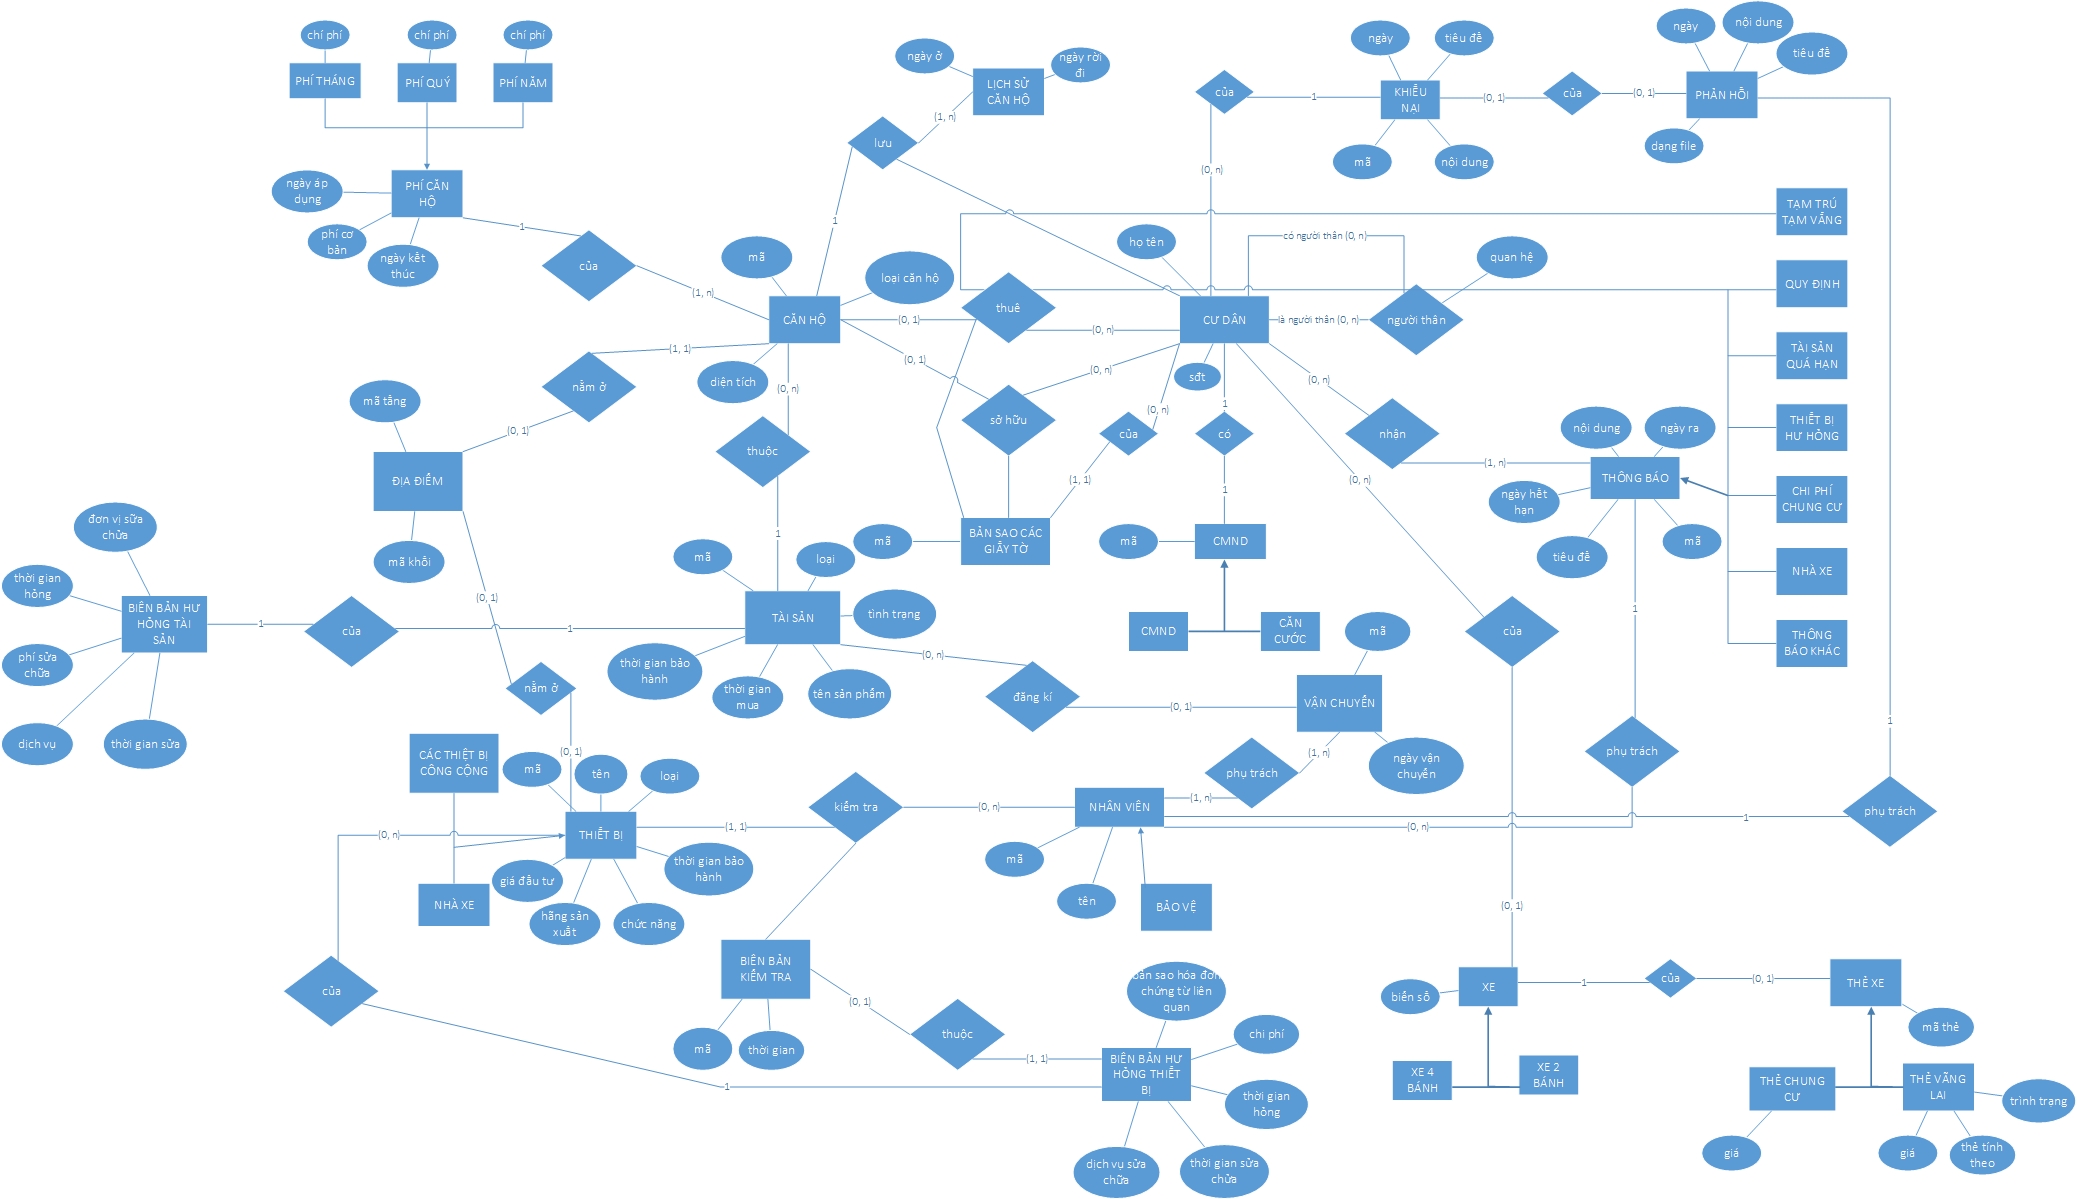 chí phí
chí phí
chí phí
PHÍ THÁNG
PHÍ QUÝ
PHÍ NĂM
ngày áp
dụng
PHÍ CĂN
HỘ
phí cơ
bản
ngày kết
thúc
1
của
(1, n)
ngày ở
LỊCH SỬ
CĂN HỘ
ngày rời
đi
(1, n)
lưu
1
của
1
(0, n)
ngày
tiêu đề
KHIẾU
NẠI
mã
nội dung
(0, 1)
của
(0, 1)
ngày
nội dung
tiêu đề
PHẢN HỒI
dạng file
TẠM TRÚ
TẠM VẮNG
QUY ĐỊNH
TÀI SẢN
QUÁ HẠN
THIẾT BỊ
HƯ HỎNG
CHI PHÍ
CHUNG CƯ
NHÀ XE
THÔNG
BÁO KHÁC
mã
loại căn hộ
CĂN HỘ
diện tích
(0, 1)
thuê
(0, n)
(0, 1)
sở hữu
(0, n)
họ tên
CƯ DÂN
sđt
có người thân (0, n)
là người thân (0, n)
người thân
quan hệ
(1, 1)
nằm ở
(0, 1)
mã tầng
ĐỊA ĐIỂM
mã khối
(0, n)
thuộc
1
(0, n)
của
(1, 1)
mã
BẢN SAO CÁC
GIẤY TỜ
1
có
1
mã
CMND
CMND
CĂN
CƯỚC
(0, n)
nhận
(1, n)
nội dung
ngày ra
THÔNG BÁO
ngày hết
hạn
tiêu đề
mã
(0, n)
của
(0, 1)
1
phụ trách
(0, n)
1
phụ trách
1
đơn vị sữa
chửa
thời gian
hỏng
BIÊN BẢN HƯ
HỎNG TÀI
SẢN
phí sửa
chữa
dịch vụ
thời gian sửa
1
của
1
(0, 1)
nằm ở
(0, 1)
mã
loại
TÀI SẢN
tình trạng
thời gian bảo
hành
thời gian
mua
tên sản phẩm
(0, n)
đăng kí
(0, 1)
mã
VẬN CHUYỂN
ngày vận
chuyển
(1, n)
phụ trách
(1, n)
CÁC THIẾT BỊ
CÔNG CỘNG
NHÀ XE
mã
tên
loại
THIẾT BỊ
giá đầu tư
hãng sản
xuất
chức năng
thời gian bảo
hành
(0, n)
(1, 1)
kiểm tra
(0, n)
NHÂN VIÊN
mã
tên
BẢO VỆ
của
1
BIÊN BẢN
KIỂM TRA
mã
thời gian
(0, 1)
thuộc
(1, 1)
bản sao hóa đơn
chứng từ liên
quan
chi phí
BIÊN BẢN HƯ
HỎNG THIẾT
BỊ
thời gian
hỏng
dịch vụ sửa
chữa
thời gian sửa
chửa
biển số
XE
1
của
(0, 1)
THẺ XE
mã thẻ
XE 4
BÁNH
XE 2
BÁNH
THẺ CHUNG
CƯ
THẺ VÃNG
LAI
trình trạng
giá
giá
thẻ tính
theo